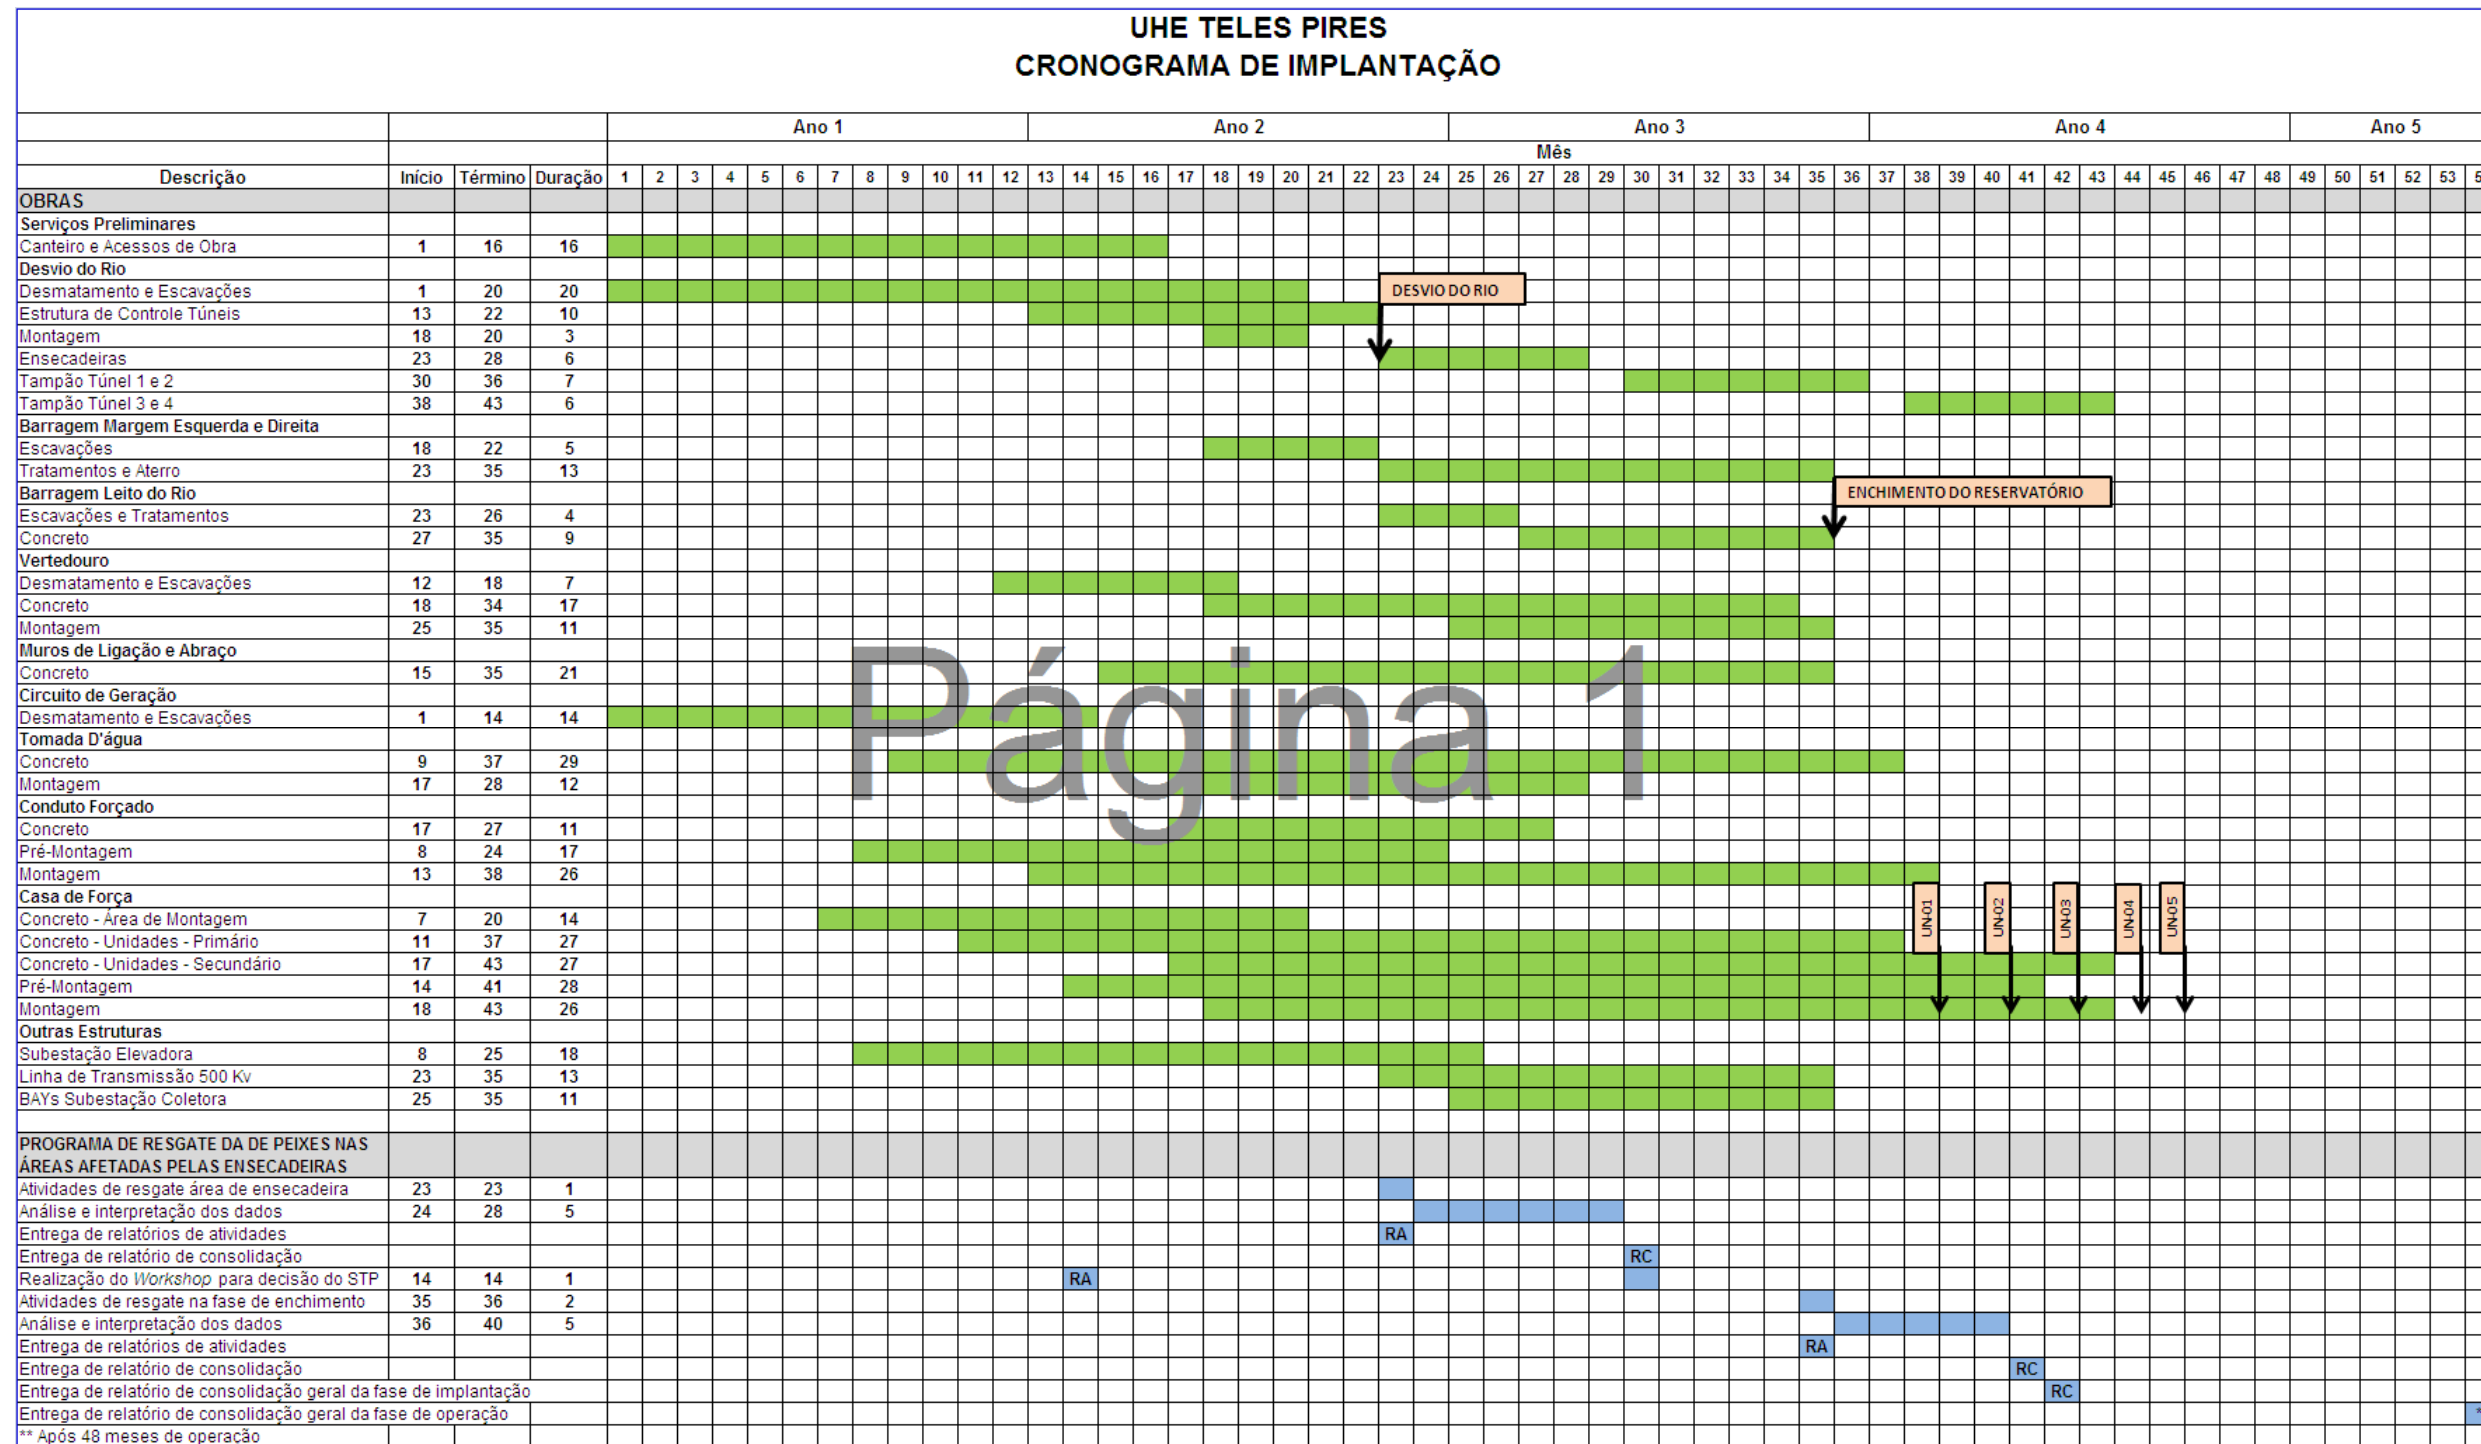 UHE TELES PIRES
CRONOGRAMA DE IMPLANTAÇÃO
Ano 1 Ano 2 Ano 3 Ano 4 Ano 5
Mês
Descrição Início Término Duração 1 2 3 4 5 6 7 8 9 10 11 12 13 14 15 16 17 18 19 20 21 22 23 24 25 26 27 28 29 30 31 32 33 34 35 36 37 38 39 40 41 42 43 44 45 46 47 48 49 50 51 52 53
OBRAS
Serviços Preliminares
Canteiro e Acessos de Obra 1 16 16
Desvio do Rio
Desmatamento e Escavações 1 20 20
DESVIO DO RIO
Estrutura de Controle Túneis 13 22 10
Montagem 18 20 3
Ensecadeiras 23 28 6
Tampão Túnel 1 e 2 30 36 7
Tampão Túnel 3 e 4 38 43 6
Barragem Margem Esquerda e Direita
Escavações 18 22 5
Tratamentos e Aterro 23 35 13
Barragem Leito do Rio
ENCHIMENTO DO RESERVATÓRIO
Escavações e Tratamentos 23 26 4
Concreto 27 35 9
Vertedouro
Desmatamento e Escavações 12 18 7
Concreto 18 34 17
Montagem 25 35 11
Muros de Ligação e Abraço
Concreto 15 35 21
Circuito de Geração
Desmatamento e Escavações 1 14 14
Página 1
Tomada D'água
Concreto 9 37 29
Montagem 17 28 12
Conduto Forçado
Concreto 17 27 11
Pré-Montagem 8 24 17
Montagem 13 38 26
Casa de Força
Concreto - Área de Montagem 7 20 14
UN-01 UN-02 UN-03 UN-04 UN-05
Concreto - Unidades - Primário 11 37 27
Concreto - Unidades - Secundário 17 43 27
Pré-Montagem 14 41 28
Montagem 18 43 26
Outras Estruturas
Subestação Elevadora 8 25 18
Linha de Transmissão 500 Kv 23 35 13
BAYs Subestação Coletora 25 35 11
PROGRAMA DE RESGATE DA DE PEIXES NAS
ÁREAS AFETADAS PELAS ENSECADEIRAS
Atividades de resgate área de ensecadeira 23 23 1
Análise e interpretação dos dados 24 28 5
Entrega de relatórios de atividades RA
Entrega de relatório de consolidação RC
Realização do Workshop para decisão do STP 14 14 1 RA
Atividades de resgate na fase de enchimento 35 36 2
Análise e interpretação dos dados 36 40 5
Entrega de relatórios de atividades RA
Entrega de relatório de consolidação RC
Entrega de relatório de consolidação geral da fase de implantação RC
Entrega de relatório de consolidação geral da fase de operação
** Após 48 meses de operação